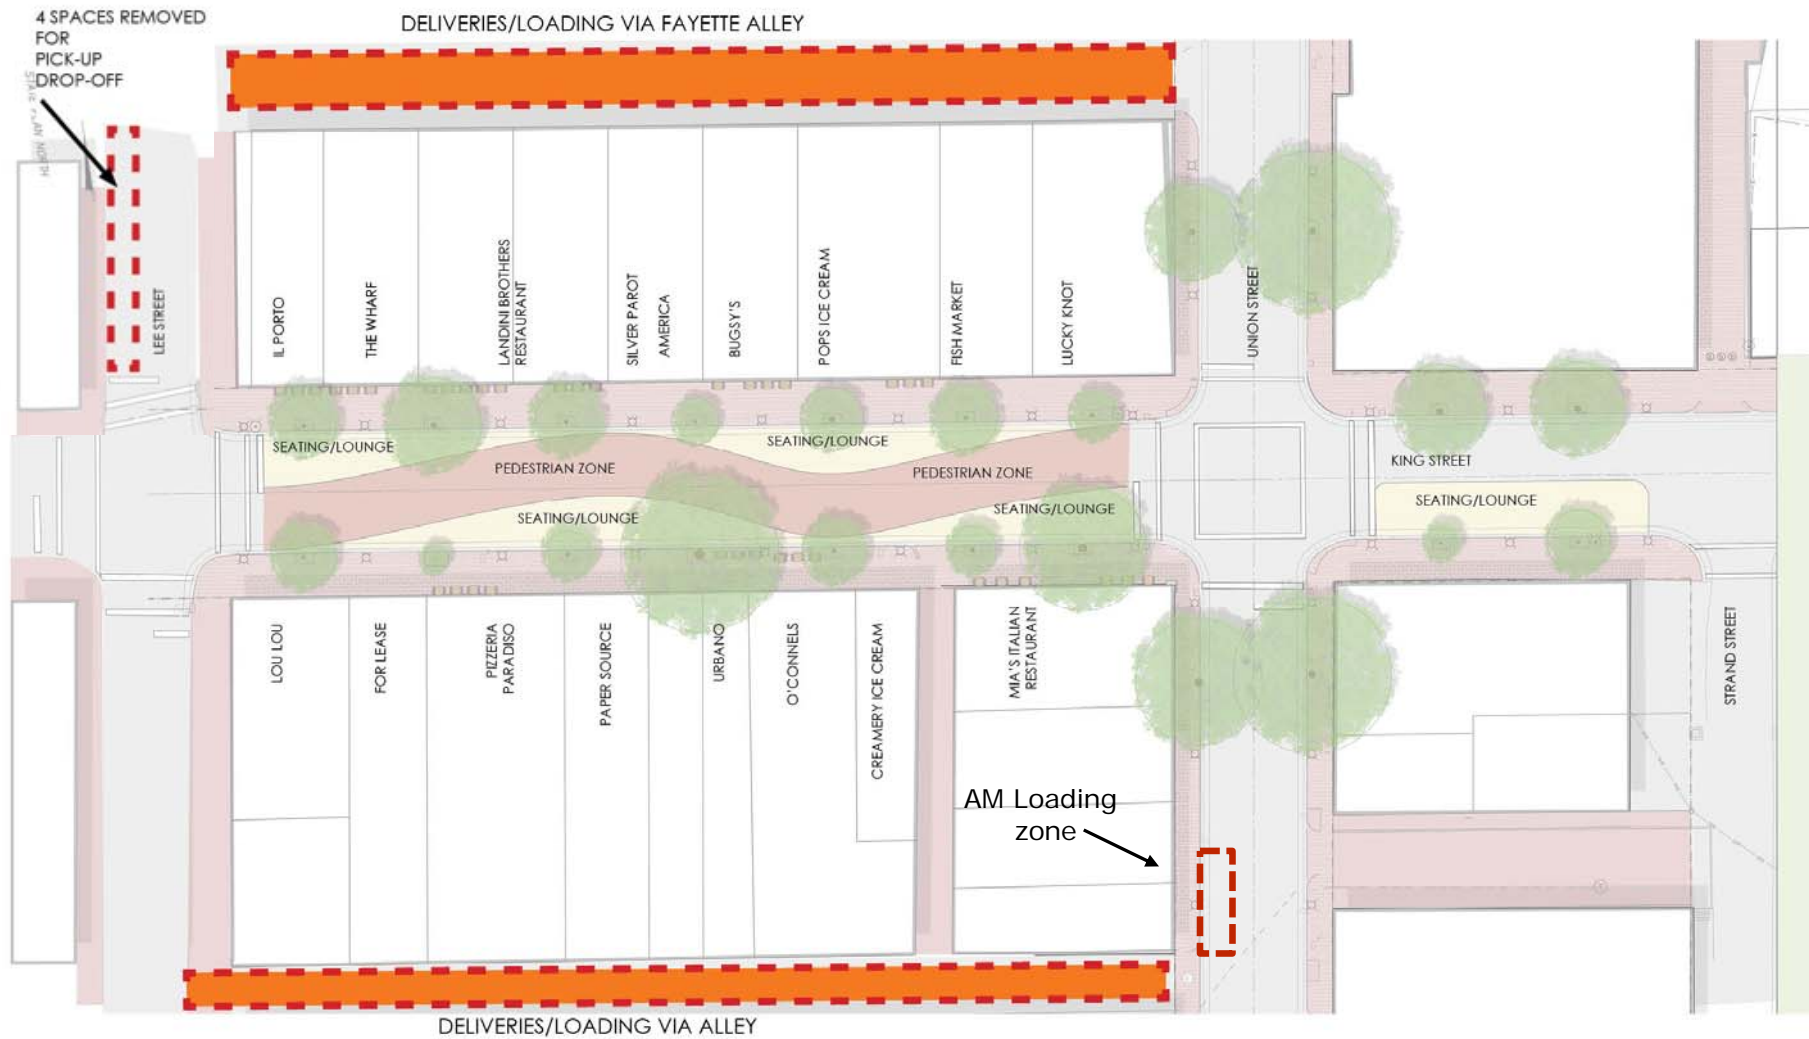 4 SPACES REMOVED
FOR
PICK-UP
DROP-OFF
DELIVERIES/LOADING VIA FAYETTE ALLEY
LEE STREET
IL PORTO
THE WHARF
LANDINI BROTHERS
RESTAURANT
SILVER PAROT
AMERICA
BUGSY'S
POPS ICE CREAM
FISH MARKET
LUCKY KNOT
UNION STREET
SEATING/LOUNGE
PEDESTRIAN ZONE
SEATING/LOUNGE
PEDESTRIAN ZONE
KING STREET
SEATING/LOUNGE
SEATING/LOUNGE
SEATING/LOUNGE
LOU LOU
FOR LEASE
PIZZERIA
PARADISO
PAPER SOURCE
URBANO
O'CONNELS
CREAMERY ICE CREAM
MIA'S ITALIAN
RESTAURANT
STRAND STREET
AM Loading
zone
DELIVERIES/LOADING VIA ALLEY